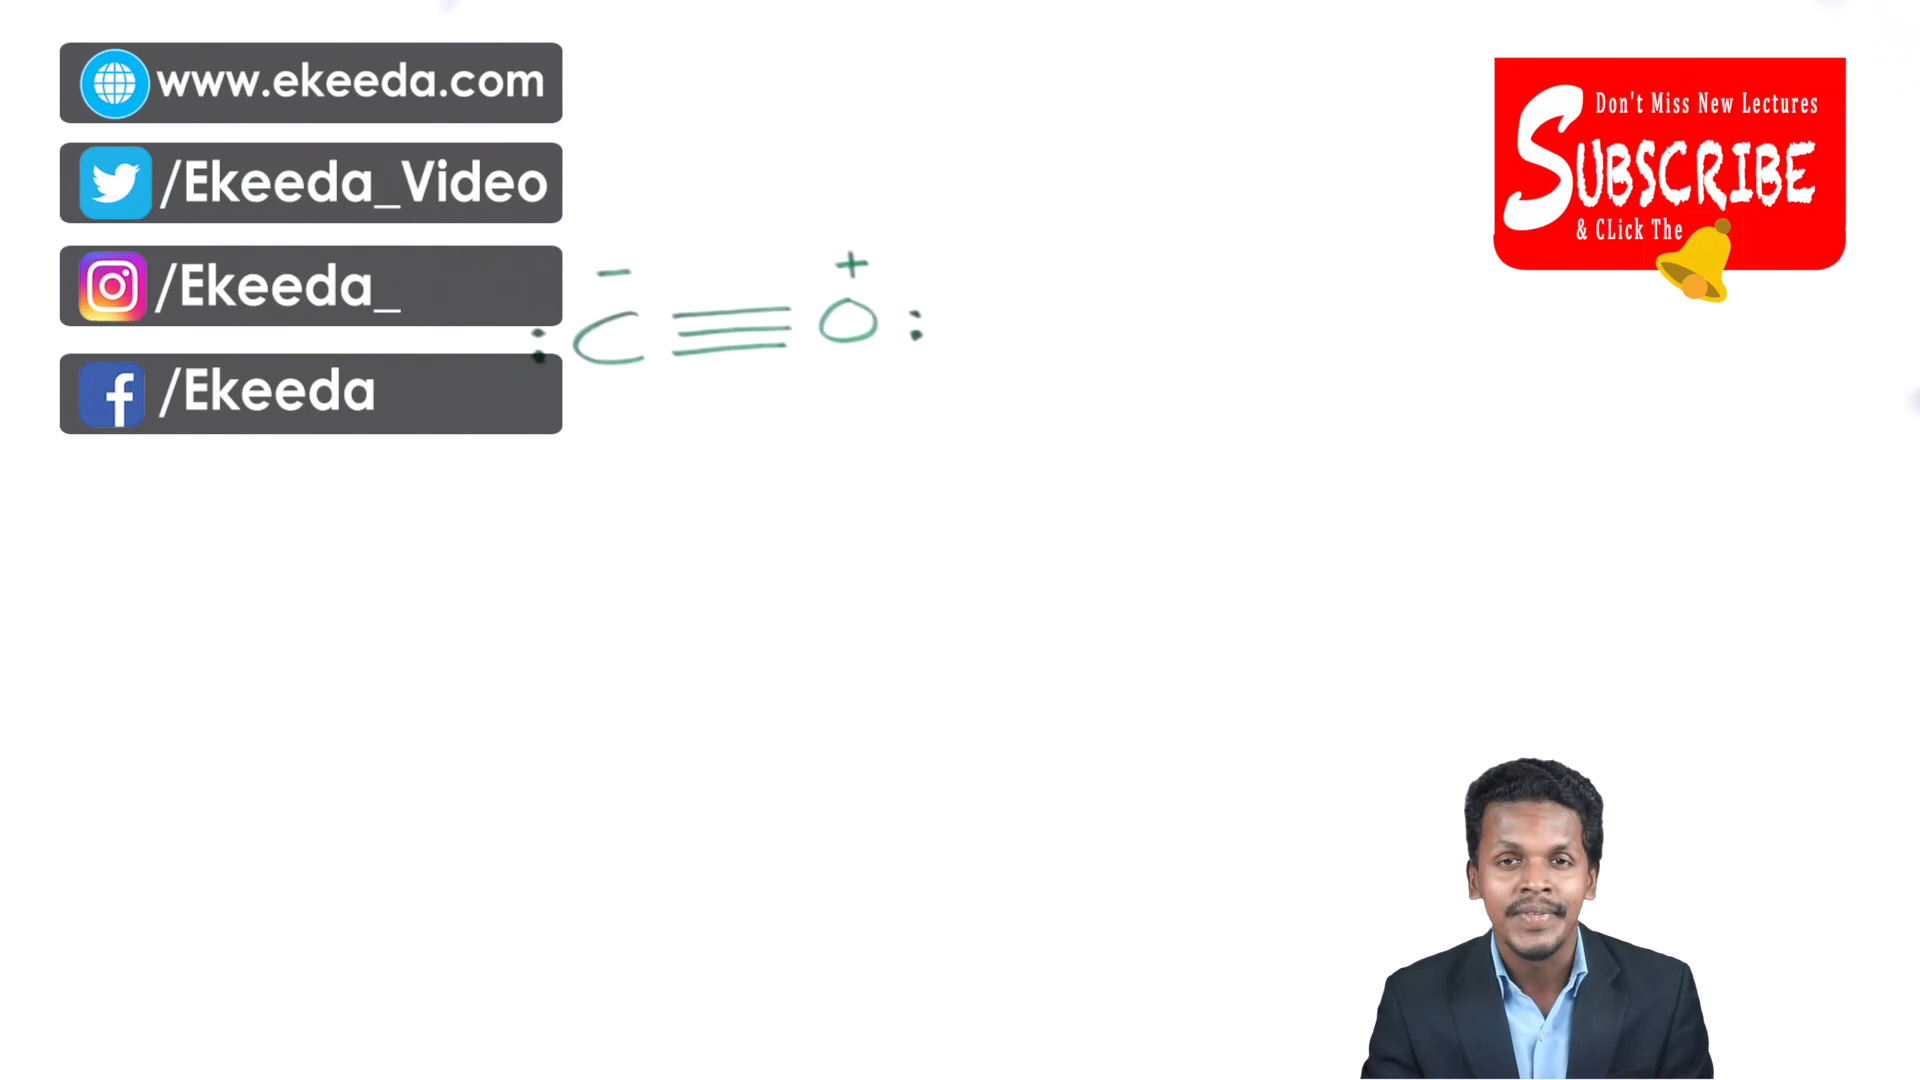 www.ekeeda.com
/Ekeeda_Video
/Ekeeda_
/Ekeeda
Don't Miss New Lectures
SUBSCRIBE
& CLick The
− +
:C≡O: